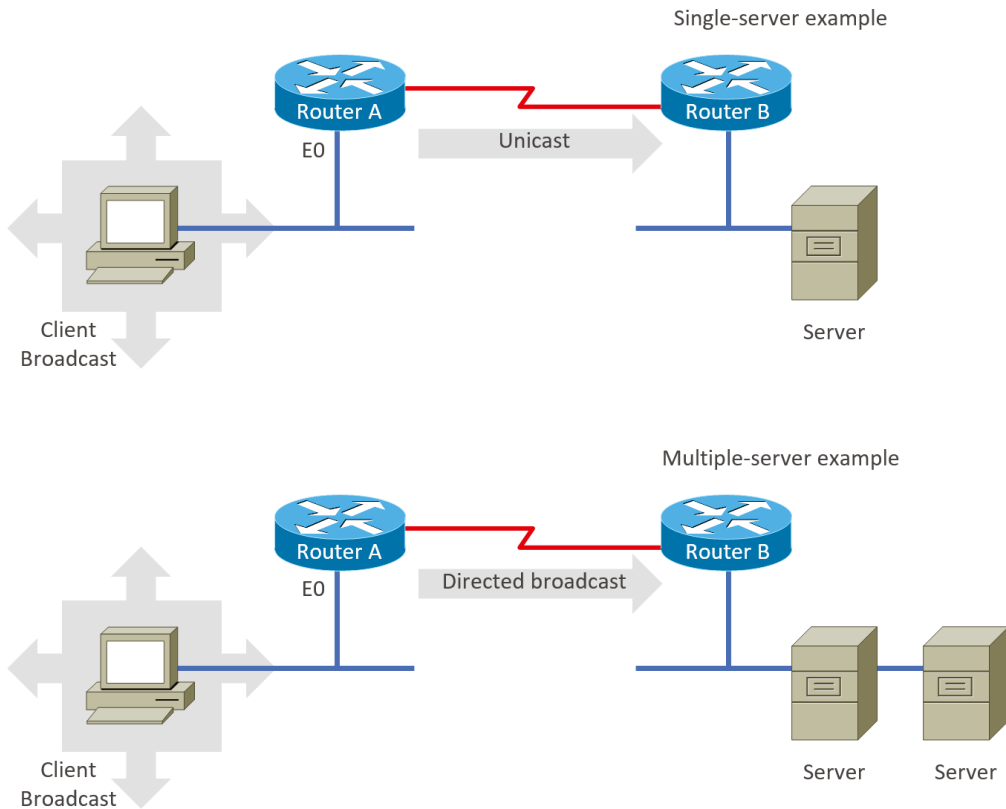 Single-server example
Router A
Router B
E0
Unicast
Client
Broadcast
Server
Multiple-server example
Router A
Router B
E0
Directed broadcast
Client
Broadcast
Server
Server